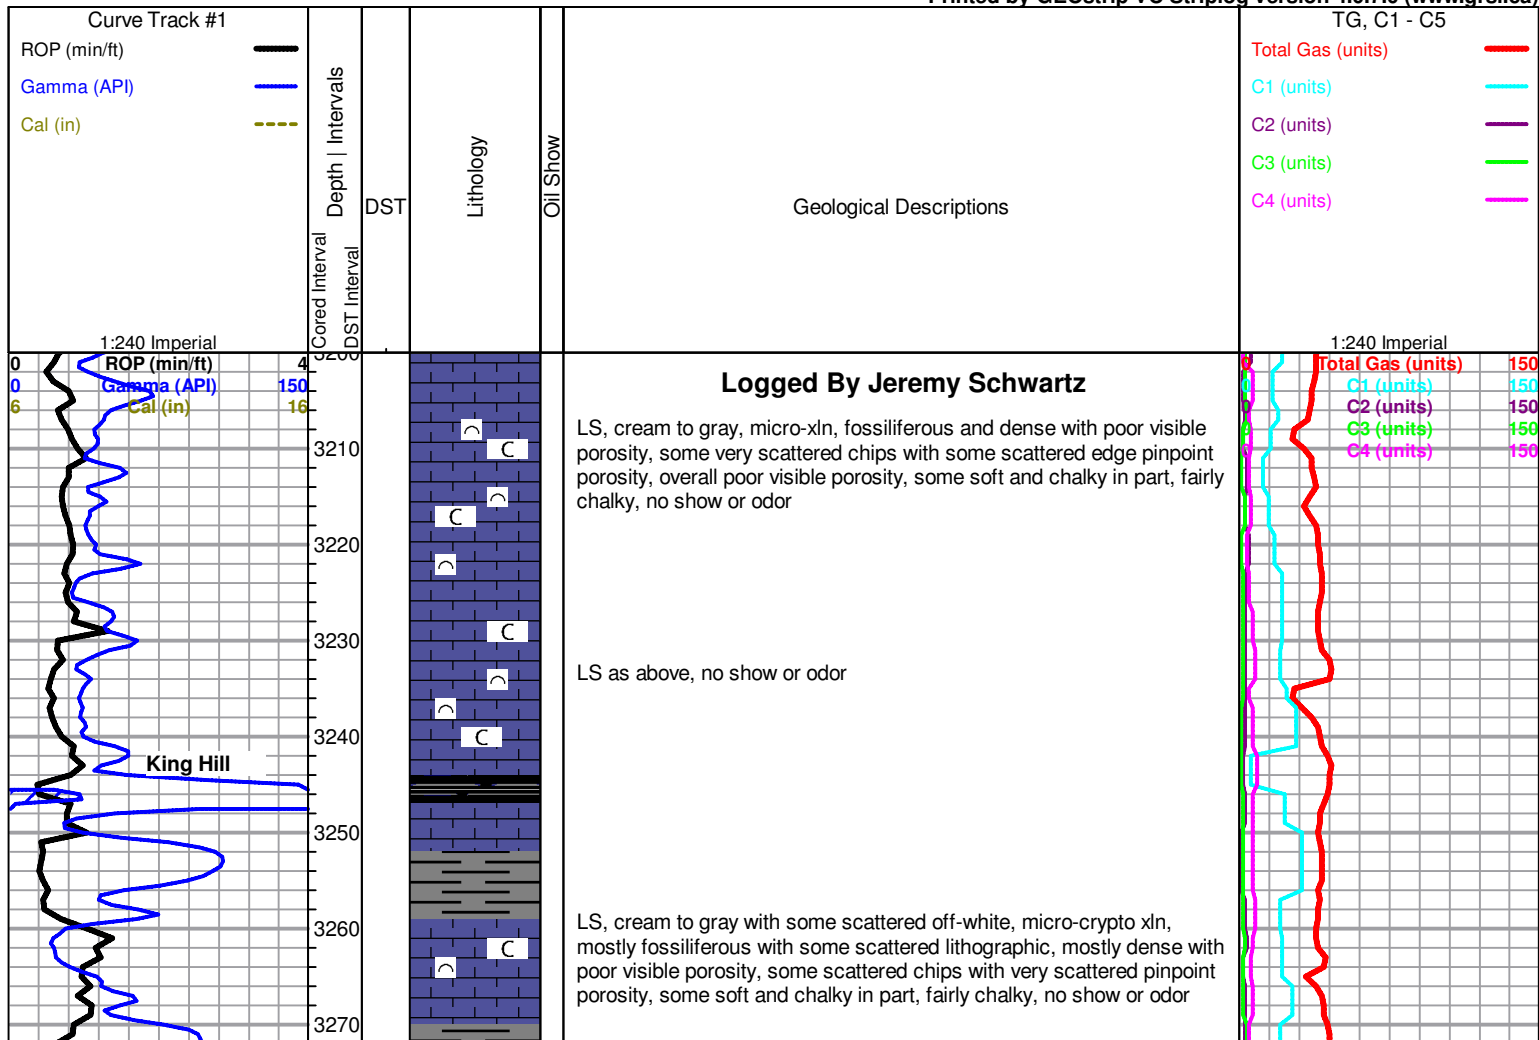 Curve Track #1
ROP (min/ft)
Gamma (API)
Cal (in)
1:240 Imperial
Cored Interval
Depth | Intervals
DST Interval
DST
Lithology
Oil Show
Geological Descriptions
TG, C1 - C5
Total Gas (units)
C1 (units)
C2 (units)
C3 (units)
C4 (units)
1:240 Imperial
0 ROP (min/ft) 4
0 Gamma (API) 150
6 Cal (in) 16
0 Total Gas (units) 150
0 C1 (units) 150
0 C2 (units) 150
0 C3 (units) 150
0 C4 (units) 150
Logged By Jeremy Schwartz
LS, cream to gray, micro-xln, fossiliferous and dense with poor visible
porosity, some very scattered chips with some scattered edge pinpoint
porosity, overall poor visible porosity, some soft and chalky in part, fairly
chalky, no show or odor
3210
C
C
3220
3230
C
LS as above, no show or odor
3240
C
King Hill
3250
3260
C
LS, cream to gray with some scattered off-white, micro-crypto xln,
mostly fossiliferous with some scattered lithographic, mostly dense with
poor visible porosity, some scattered chips with very scattered pinpoint
porosity, some soft and chalky in part, fairly chalky, no show or odor
3270